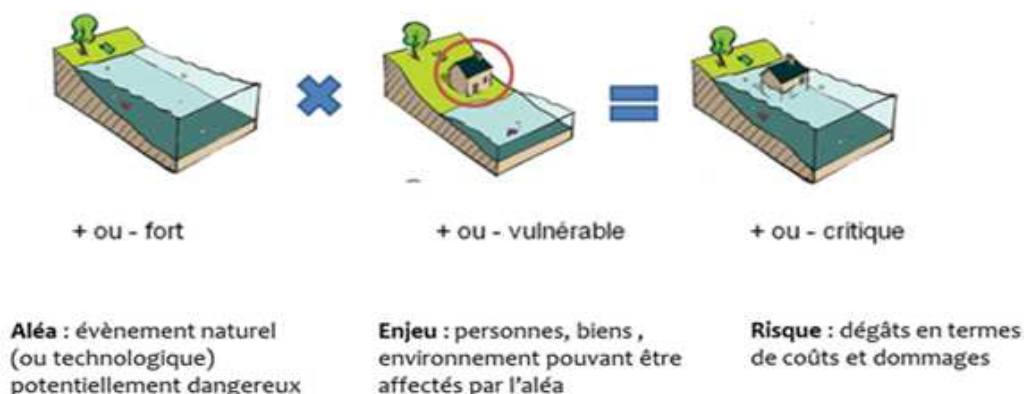 + ou - fort
+ ou - vulnérable
+ ou - critique
Aléa : évènement naturel
(ou technologique)
potentiellement dangereux
Enjeu : personnes, biens ,
environnement pouvant être
affectés par l'aléa
Risque : dégâts en termes
de coûts et dommages